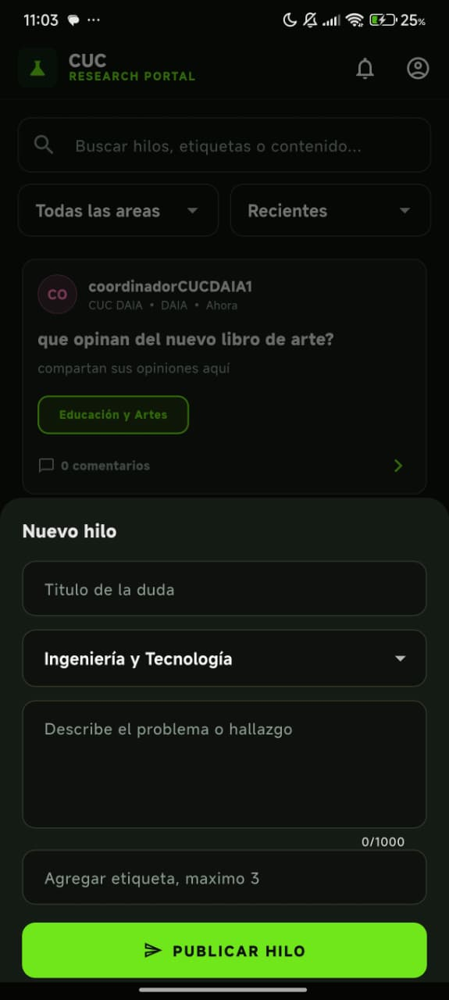 11:03 ... 25%
CUC
RESEARCH PORTAL
Buscar hilos, etiquetas o contenido...
Todas las areas Recientes
CO coordinadorCUCDAIA1
CUC DAIA • DAIA • Ahora
que opinan del nuevo libro de arte?
compartan sus opiniones aquí
Educación y Artes
0 comentarios
Nuevo hilo
Titulo de la duda
Ingeniería y Tecnología
Describe el problema o hallazgo
0/1000
Agregar etiqueta, maximo 3
PUBLICAR HILO